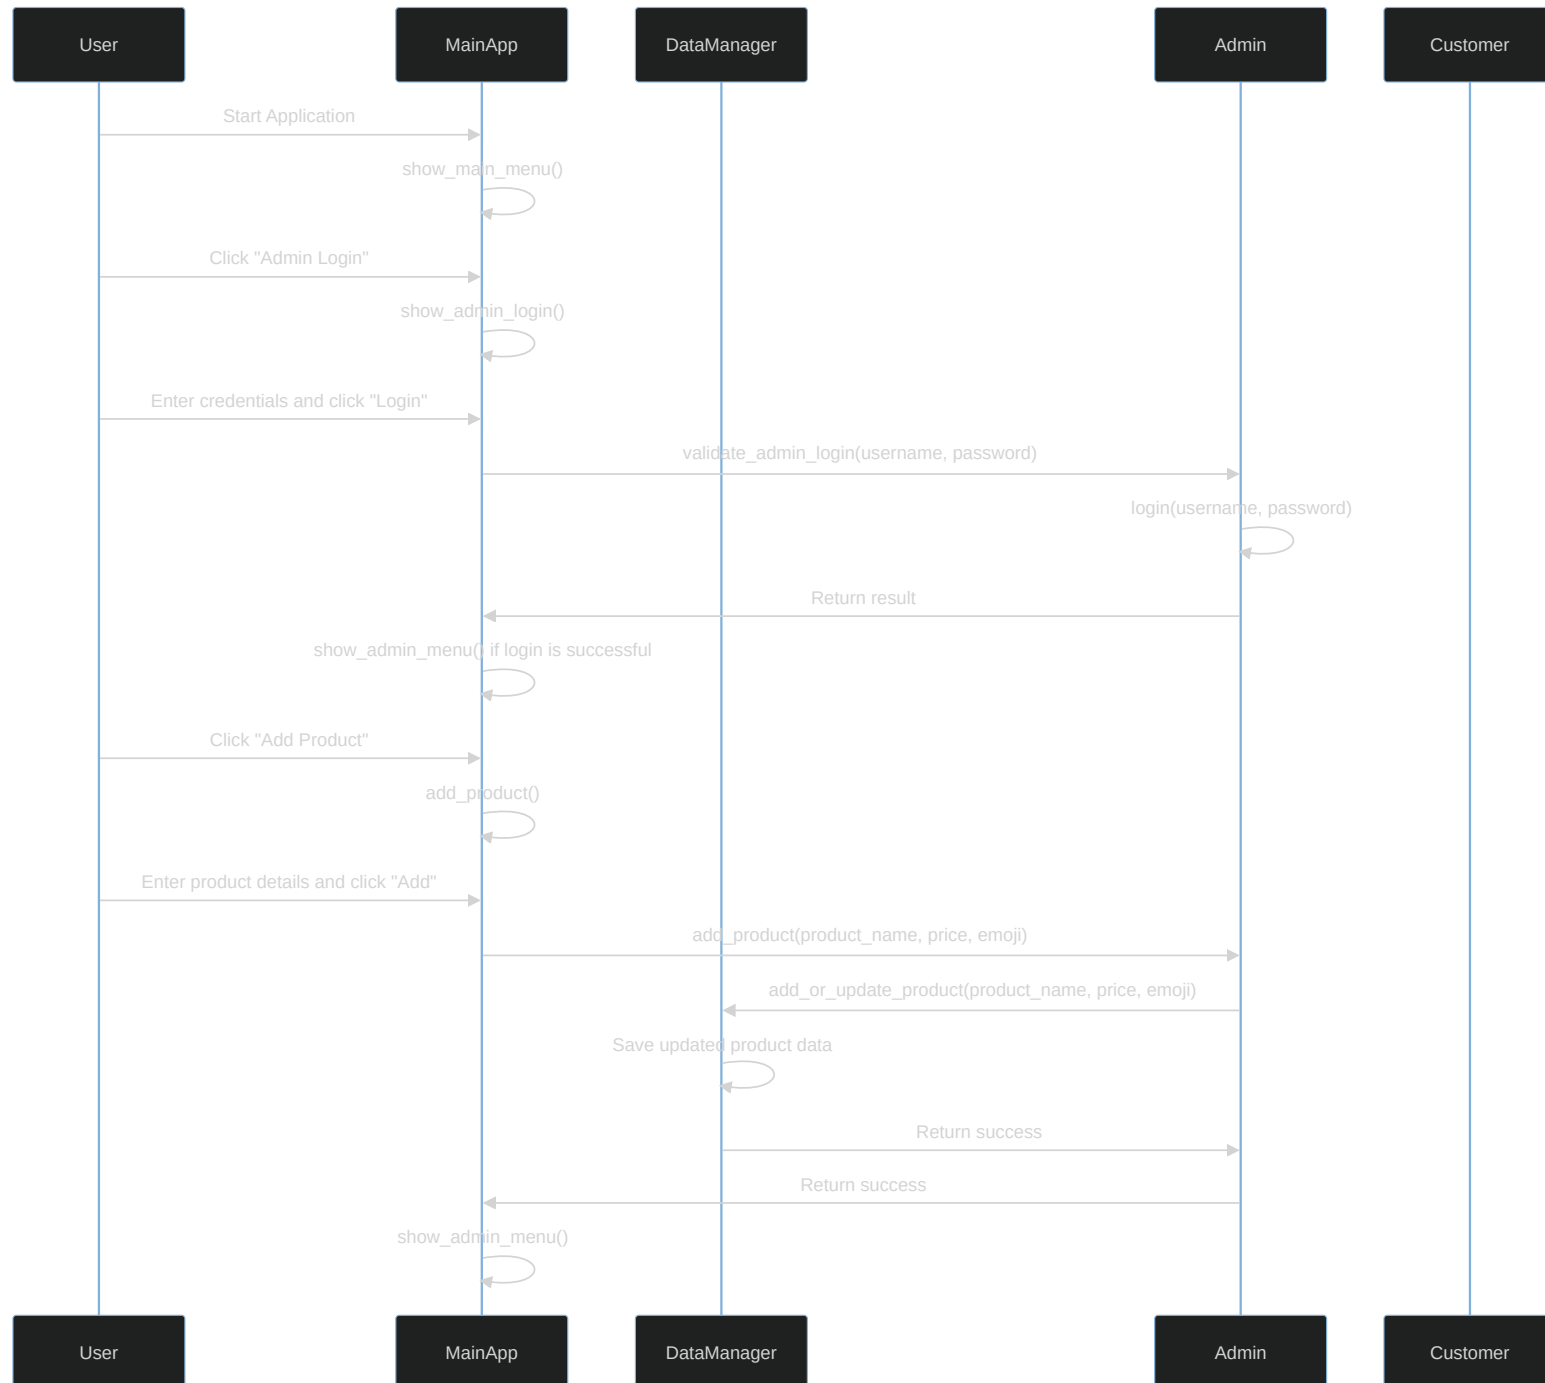 User
MainApp
DataManager
Admin
Customer
Start Application
show_main_menu()
Click "Admin Login"
show_admin_login()
Enter credentials and click "Login"
validate_admin_login(username, password)
login(username, password)
Return result
show_admin_menu() if login is successful
Click "Add Product"
add_product()
Enter product details and click "Add"
add_product(product_name, price, emoji)
add_or_update_product(product_name, price, emoji)
Save updated product data
Return success
Return success
show_admin_menu()
User
MainApp
DataManager
Admin
Customer